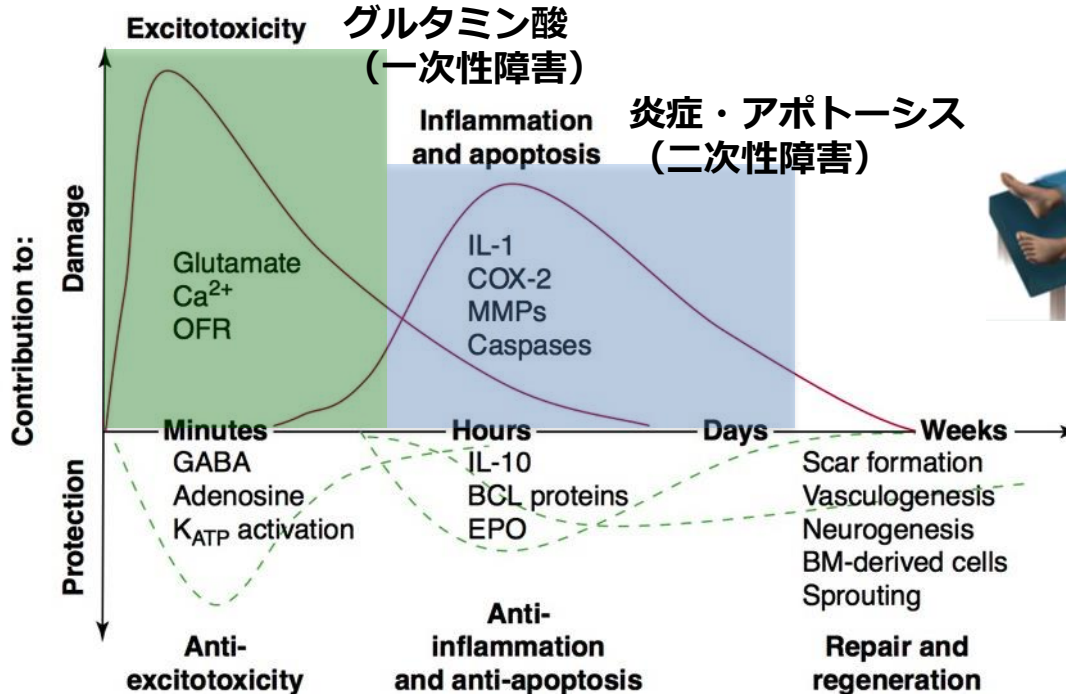 Excitotoxicity
グルタミン酸
（一次性障害）
Inflammation
and apoptosis
炎症・アポトーシス
（二次性障害）
Contribution to:
Damage
Glutamate
Ca²⁺
OFR
IL-1
COX-2
MMPs
Caspases
Minutes
Hours
Days
Weeks
Protection
GABA
Adenosine
K_ATP activation
IL-10
BCL proteins
EPO
Scar formation
Vasculogenesis
Neurogenesis
BM-derived cells
Sprouting
Anti-
excitotoxicity
Anti-
inflammation
and anti-apoptosis
Repair and
regeneration